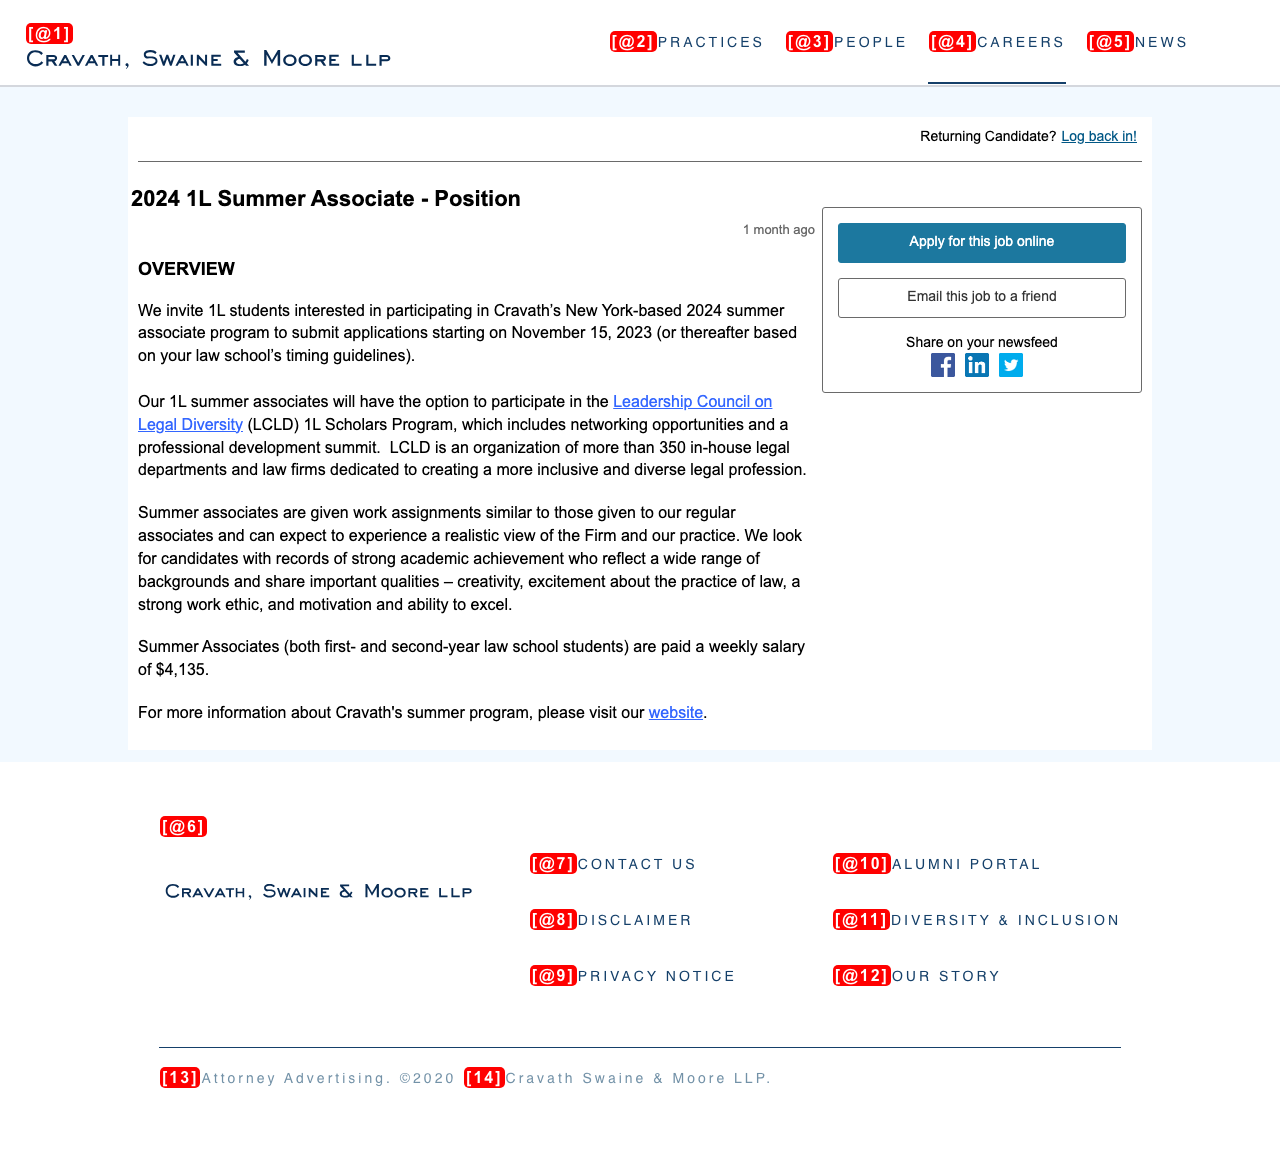 [@1]
CRAVATH, SWAINE & MOORE LLP
[@2]PRACTICES [@3]PEOPLE [@4]CAREERS [@5]NEWS
Returning Candidate? Log back in!
2024 1L Summer Associate - Position
1 month ago
Apply for this job online
Email this job to a friend
Share on your newsfeed
OVERVIEW
We invite 1L students interested in participating in Cravath’s New York-based 2024 summer
associate program to submit applications starting on November 15, 2023 (or thereafter based
on your law school’s timing guidelines).
Our 1L summer associates will have the option to participate in the Leadership Council on
Legal Diversity (LCLD) 1L Scholars Program, which includes networking opportunities and a
professional development summit.  LCLD is an organization of more than 350 in-house legal
departments and law firms dedicated to creating a more inclusive and diverse legal profession.
Summer associates are given work assignments similar to those given to our regular
associates and can expect to experience a realistic view of the Firm and our practice. We look
for candidates with records of strong academic achievement who reflect a wide range of
backgrounds and share important qualities – creativity, excitement about the practice of law, a
strong work ethic, and motivation and ability to excel.
Summer Associates (both first- and second-year law school students) are paid a weekly salary
of $4,135.
For more information about Cravath's summer program, please visit our website.
[@6]
CRAVATH, SWAINE & MOORE LLP
[@7]CONTACT US
[@8]DISCLAIMER
[@9]PRIVACY NOTICE
[@10]ALUMNI PORTAL
[@11]DIVERSITY & INCLUSION
[@12]OUR STORY
[13]Attorney Advertising. ©2020 [14]Cravath Swaine & Moore LLP.